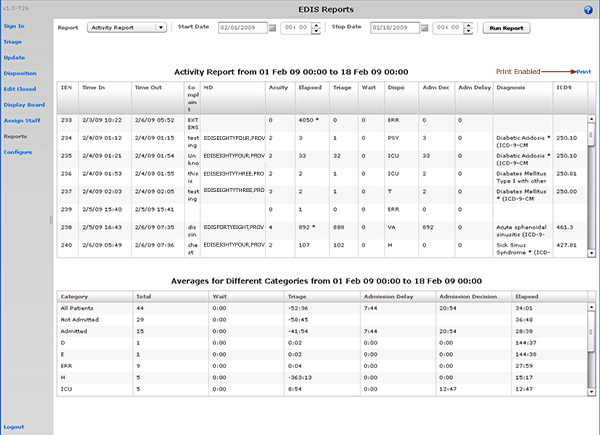 v1.0-T26
EDIS Reports
Sign In
Triage
Update
Disposition
Edit Closed
Display Board
Assign Staff
Reports
Configure
Logout
Report Activity Report Start Date 02/01/2009 00: 00 Stop Date 02/18/2009 00: 00 Run Report
Activity Report from 01 Feb 09 00:00 to 18 Feb 09 00:00
Print Enabled Print
IEN Time In Time Out Complaint MD Acuity Elapsed Triage Wait Dispo Adm Dec Adm Delay Diagnosis ICD9
233 2/3/09 10:22 2/6/09 05:52 EXTENS 0 4050 * 0 0 ERR 0 0
234 2/4/09 01:12 2/4/09 01:15 testing EDISEIGHTYFOUR,PROV 2 3 1 0 PSY 3 0 Diabetic Acidosis * (ICD-9-CM 250.10
235 2/4/09 01:21 2/4/09 01:54 Unkno EDISEIGHTYFOUR,PROV 2 33 32 0 ICU 33 0 Diabetic Acidosis * (ICD-9-CM 250.10
236 2/4/09 01:53 2/4/09 01:55 this is EDISEIGHTYTHREE,PRO 2 2 1 0 ICU 2 0 Diabetes Mellitus Type I with other 250.81
237 2/4/09 02:03 2/4/09 02:05 testing EDISEIGHTYTHREE,PRO 3 2 1 0 T 2 0 Diabetes Mellitus * (ICD-9-CM 250.00
239 2/5/09 15:40 2/5/09 15:41 0 1 0 0 ERR 0 0
238 2/5/09 16:43 2/6/09 07:35 dizzin EDISFORTYEIGHT,PROV 4 892 * 888 0 VA 892 0 Acute sphenoidal sinusitis (ICD-9- 461.3
240 2/6/09 05:49 2/6/09 07:36 chest EDISEIGHTYFOUR,PROV 2 107 102 0 H 0 0 Sick Sinus Syndrome * (ICD- 427.81
Averages for Different Categories from 01 Feb 09 00:00 to 18 Feb 09 00:00
Category Total Wait Triage Admission Delay Admission Decision Elapsed
All Patients 44 0:00 -52:36 7:44 20:54 34:01
Not Admitted 29 0:00 -58:45 36:48
Admitted 15 0:00 -41:54 7:44 20:54 28:38
D 1 0:00 0:02 0:00 0:00 144:37
E 1 0:00 0:02 0:00 0:00 144:38
ERR 9 0:00 0:04 0:00 0:00 27:59
H 5 0:00 -363:13 0:00 0:00 15:17
ICU 5 0:00 8:54 0:00 12:47 12:47